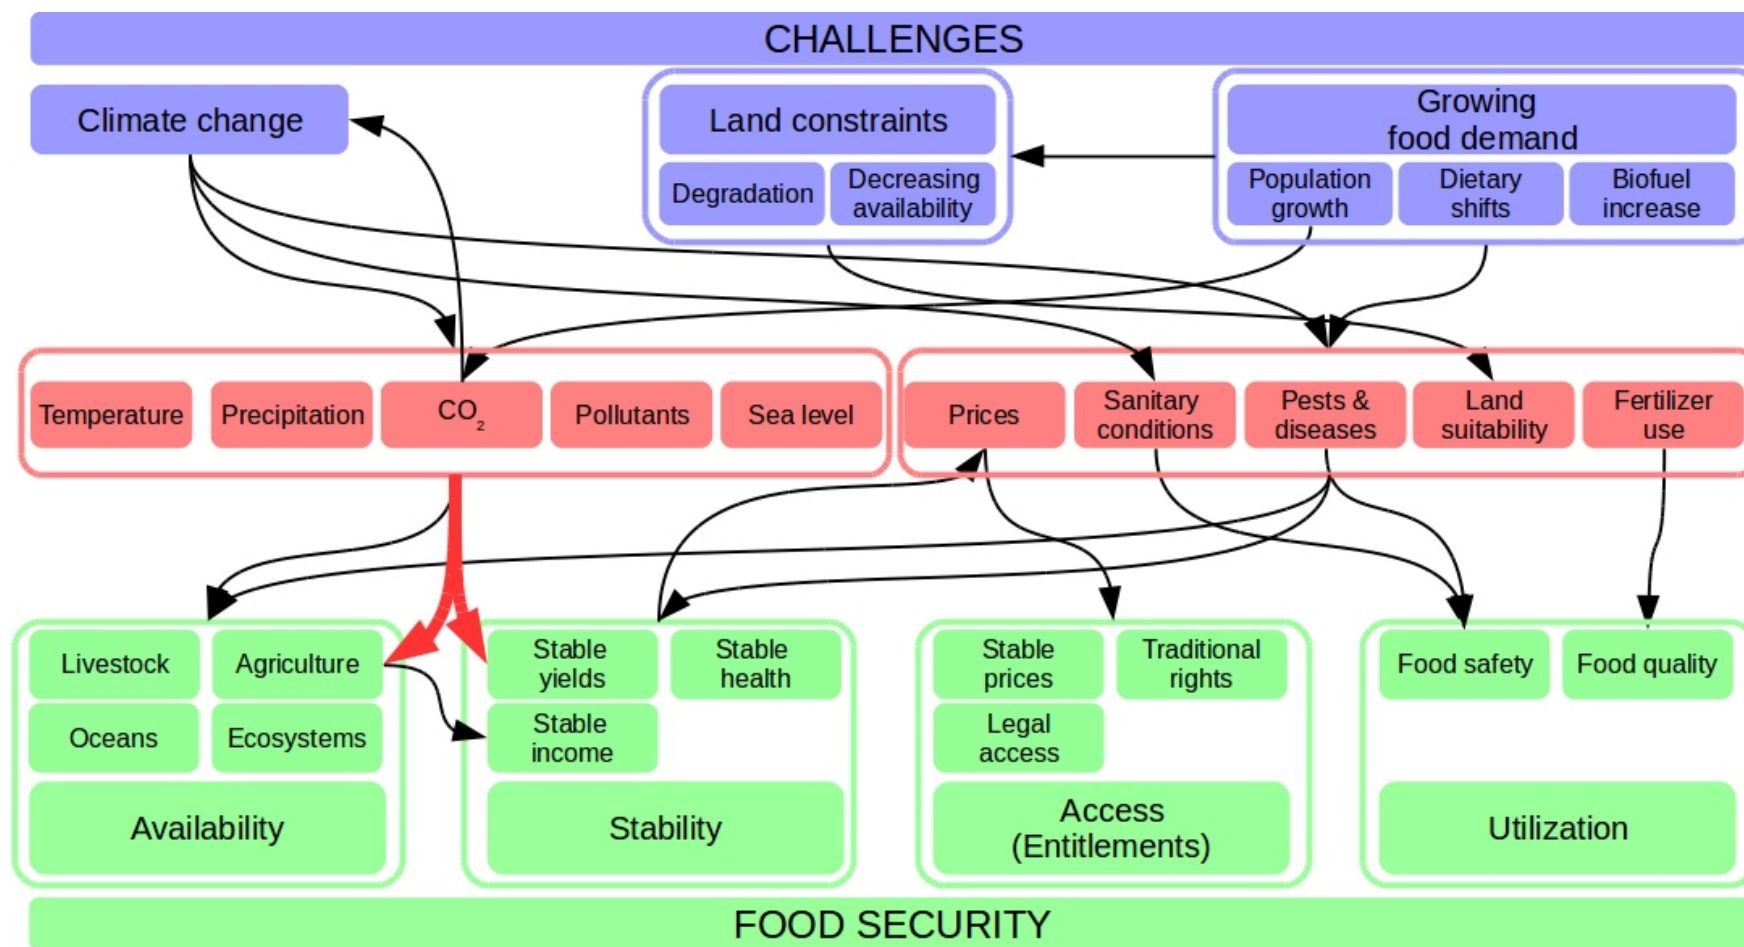 CHALLENGES
Climate change
Land constraints
Degradation
Decreasing
availability
Growing
food demand
Population
growth
Dietary
shifts
Biofuel
increase
Temperature
Precipitation
CO₂
Pollutants
Sea level
Prices
Sanitary
conditions
Pests &
diseases
Land
suitability
Fertilizer
use
Livestock
Agriculture
Oceans
Ecosystems
Availability
Stable
yields
Stable
health
Stable
income
Stability
Stable
prices
Traditional
rights
Legal
access
Access
(Entitlements)
Food safety
Food quality
Utilization
FOOD SECURITY